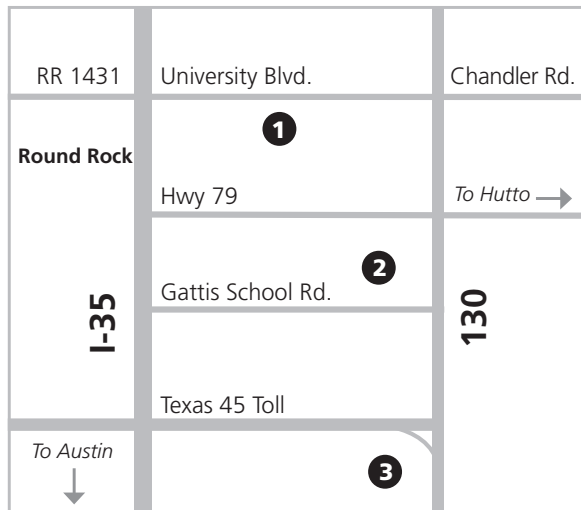 RR 1431
University Blvd.
Chandler Rd.
1
Round Rock
Hwy 79
To Hutto
2
Gattis School Rd.
I-35
130
Texas 45 Toll
To Austin
3